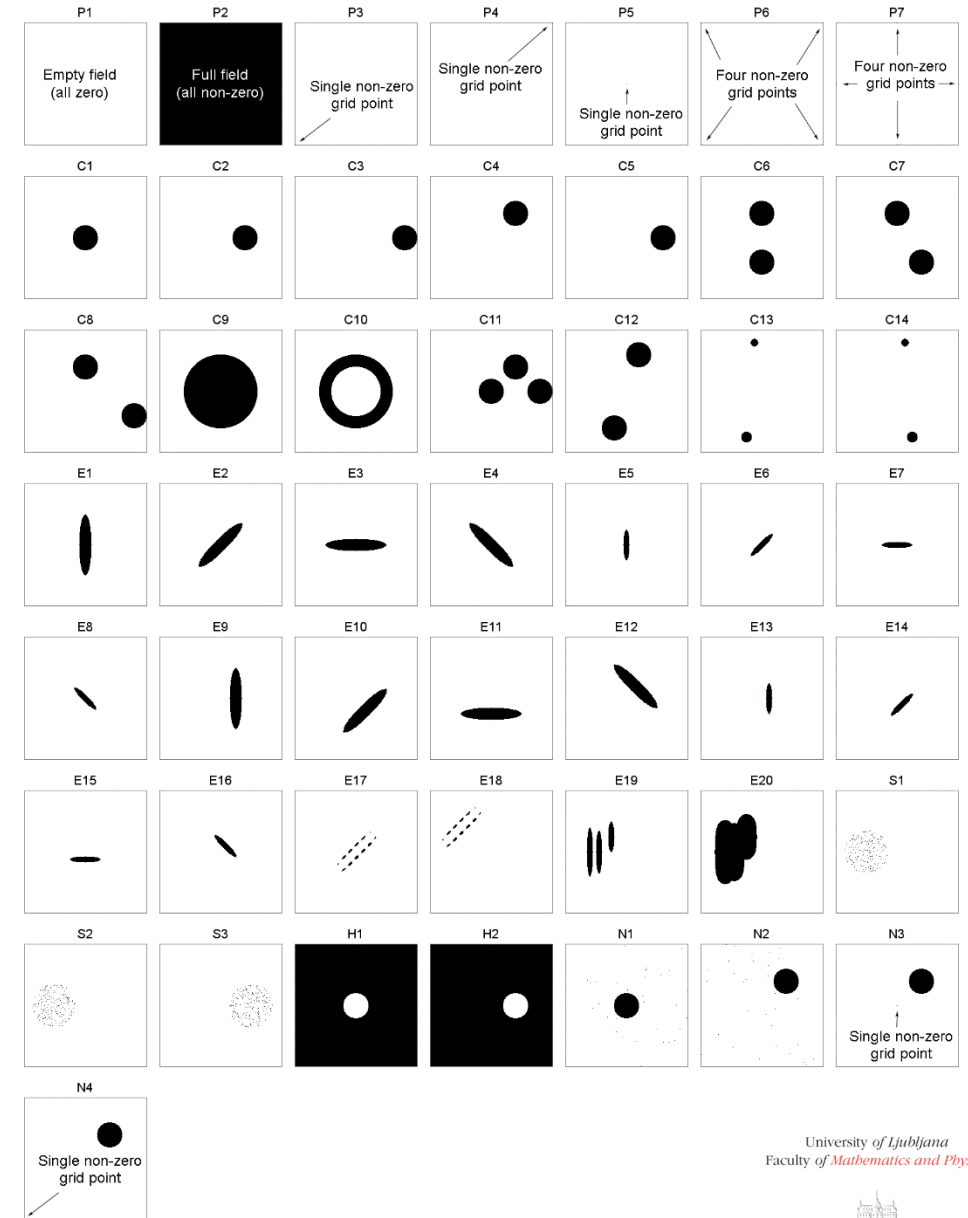 P1 P2 P3 P4 P5 P6 P7
Empty field
(all zero)
Full field
(all non-zero)
Single non-zero
grid point
Single non-zero
grid point
Single non-zero
grid point
Four non-zero
grid points
Four non-zero
grid points
C1 C2 C3 C4 C5 C6 C7
C8 C9 C10 C11 C12 C13 C14
E1 E2 E3 E4 E5 E6 E7
E8 E9 E10 E11 E12 E13 E14
E15 E16 E17 E18 E19 E20 S1
S2 S3 H1 H2 N1 N2 N3
Single non-zero
grid point
N4
Single non-zero
grid point
University of Ljubljana
Faculty of Mathematics and Phy